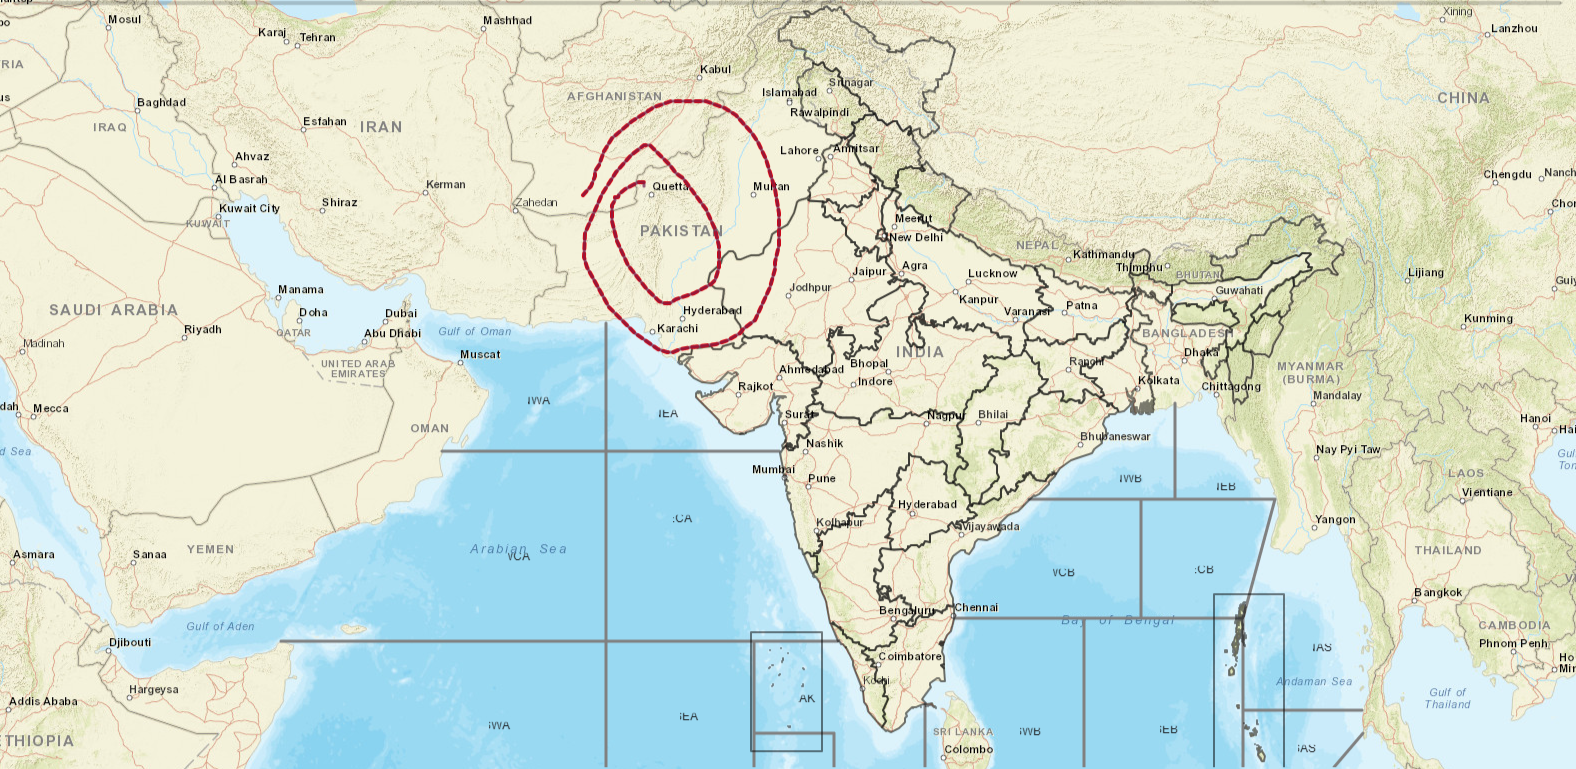 Mosul
Karaj
Tehran
Mashhad
Xining
Lanzhou
Kabul
AFGHANISTAN
Islamabad
Srinagar
Rawalpindi
CHINA
Baghdad
IRAQ
Esfahan
IRAN
Lahore
Amritsar
Ahvaz
Al Basrah
Kerman
Quetta
Multan
Chengdu
Kuwait City
KUWAIT
Shiraz
Zahedan
PAKISTAN
Meerut
New Delhi
NEPAL
Kathmandu
Thimphu
BHUTAN
Lijiang
Manama
Jaipur
Agra
Lucknow
Jodhpur
Kanpur
Guwahati
SAUDI ARABIA
Doha
Dubai
Hyderabad
Varanasi
Patna
Kunming
Riyadh
QATAR
Abu Dhabi
Gulf of Oman
Karachi
BANGLADESH
Madinah
Muscat
INDIA
Dhaka
UNITED ARAB
EMIRATES
Ahmedabad
Bhopal
Ranchi
MYANMAR
(BURMA)
Indore
Kolkata
Chittagong
Rajkot
Mandalay
Mecca
IWA
IEA
Surat
Nagpur
Bhilai
Hanoi
OMAN
Nashik
Bhubaneswar
Nay Pyi Taw
Mumbai
Pune
IWB
IEB
LAOS
Vientiane
Hyderabad
:CA
Kolhapur
Vijayawada
Yangon
Asmara
Sanaa
YEMEN
Arabian Sea
VCA
THAILAND
VCB
:CB
Bangkok
Bengaluru
Chennai
Gulf of Aden
Bay of Bengal
CAMBODIA
Djibouti
Coimbatore
IAS
Phnom Penh
Kochi
Andaman Sea
Hargeysa
AK
Gulf of
Thailand
Addis Ababa
IWA
IEA
SRI LANKA
IWB
IEB
Colombo
IAS